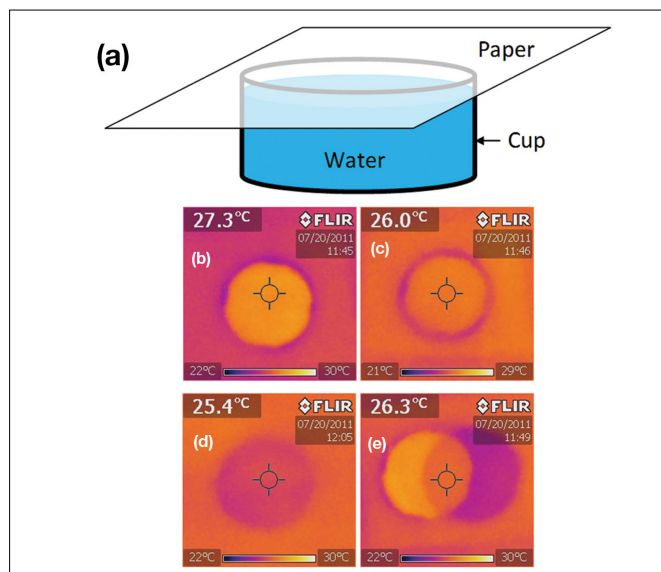 (a)
Paper
Cup
Water
27.3°C
FLIR
07/20/2011
11:45
(b)
22°C
30°C
26.0°C
FLIR
07/20/2011
11:46
(c)
21°C
29°C
25.4°C
FLIR
07/20/2011
12:05
(d)
22°C
30°C
26.3°C
FLIR
07/20/2011
11:49
(e)
22°C
30°C